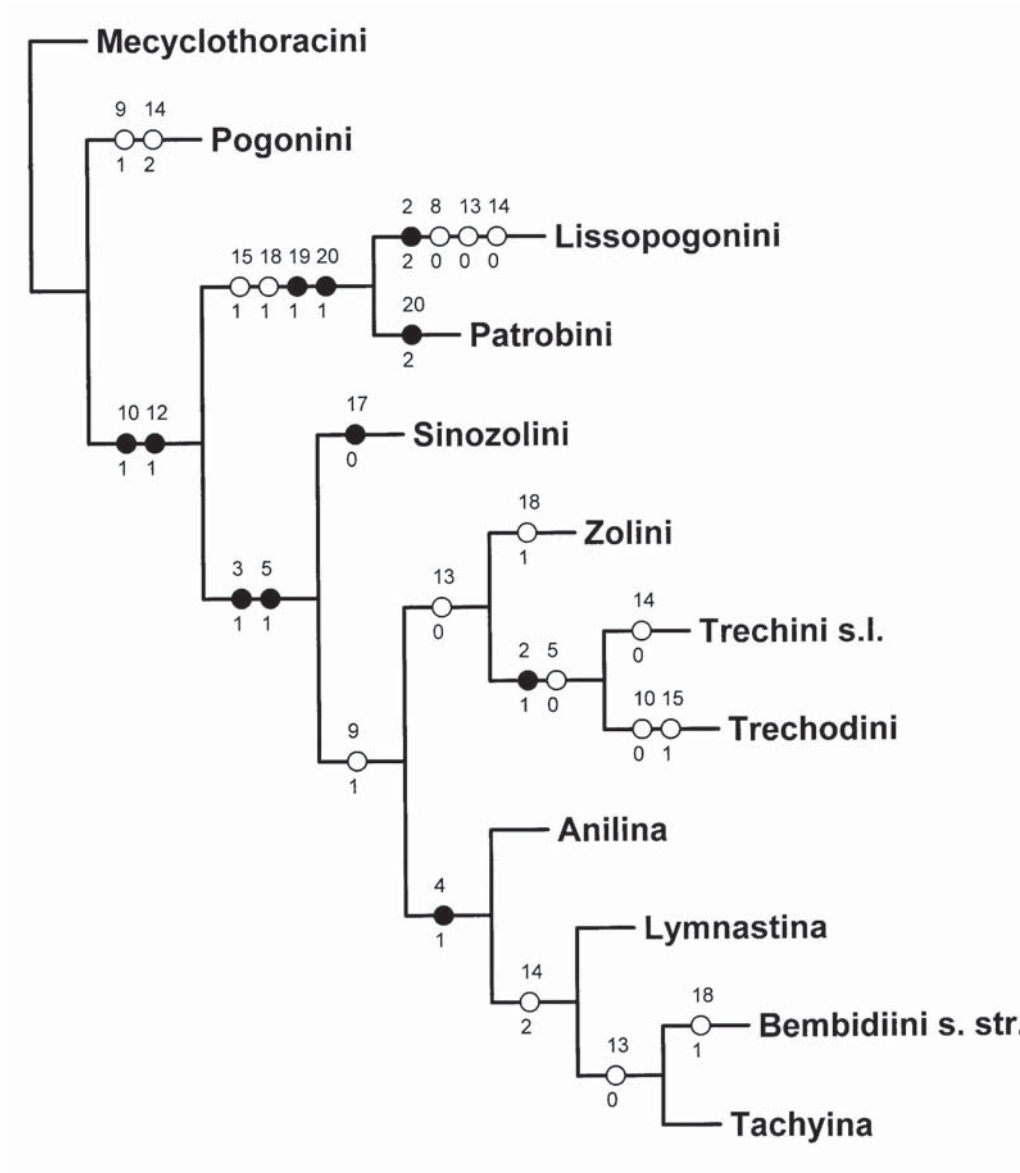 Mecyclothoracini
9 14
Pogonini
1 2
2 8 13 14
Lissopogonini
2 0 0 0
15 18 19 20
1 1 1 1
20
Patrobini
2
17
Sinozolini
0
10 12
1 1
18
Zolini
1
13
0
3 5
1 1
14
Trechini s.l.
0
2 5
1 0
10 15
Trechodini
0 1
9
1
Anilina
4
1
Lymnastina
14
2
18
Bembidiini s. str.
1
13
0
Tachyina